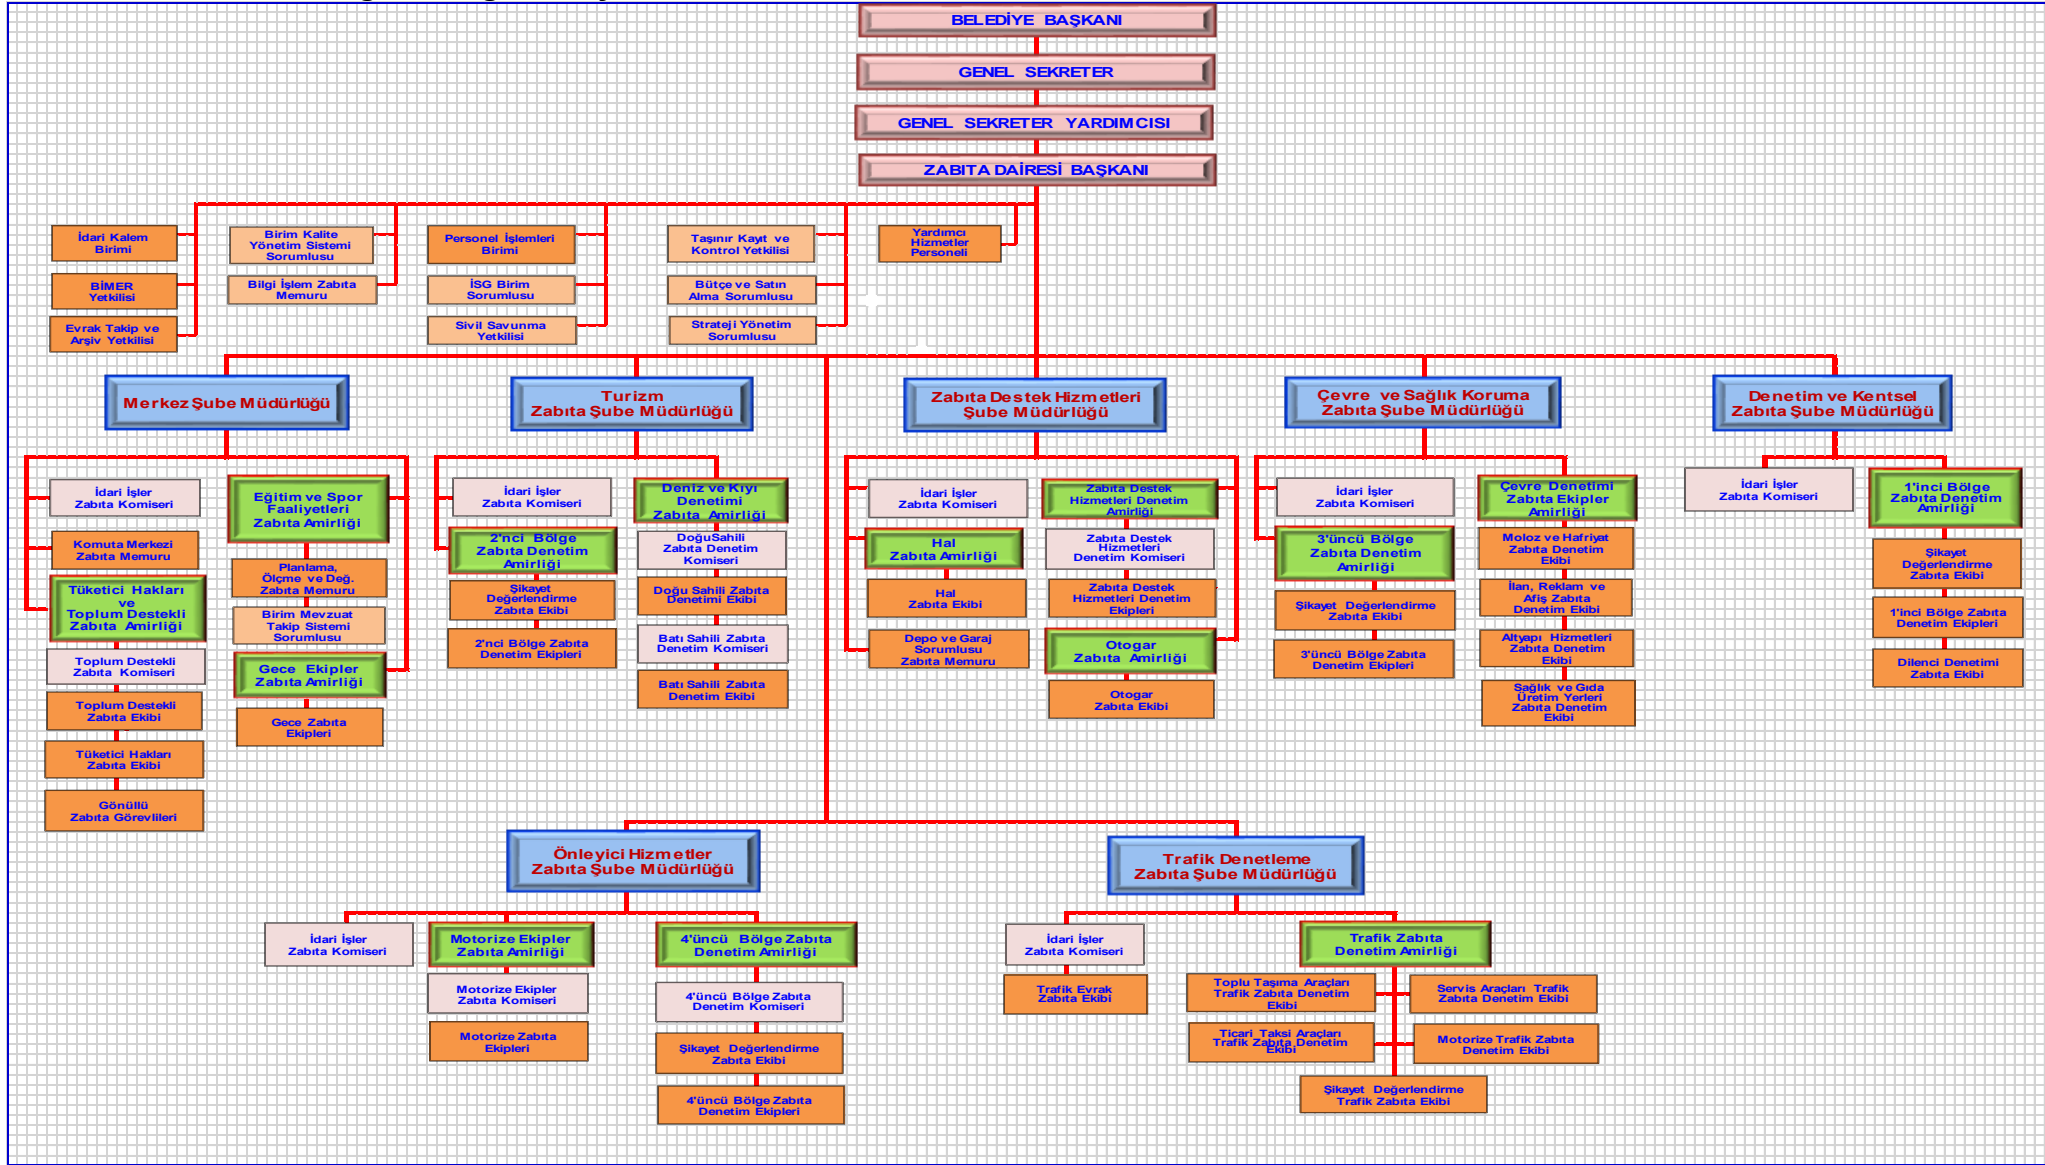 BELEDİYE BAŞKANI
GENEL SEKRETER
GENEL SEKRETER YARDIMCISI
ZABITA DAİRESİ BAŞKANI
İdari Kalem
Birimi
BİMER
Yetkilisi
Evrak Takip ve
Arşiv Yetkilisi
Birim Kalite
Yönetim Sistemi
Sorumlusu
Bilgi İşlem Zabıta
Memuru
Personel İşlemleri
Birimi
İSG Birim
Sorumlusu
Sivil Savunma
Yetkilisi
Taşınır Kayıt ve
Kontrol Yetkilisi
Bütçe ve Satın
Alma Sorumlusu
Strateji Yönetim
Sorumlusu
Yardımcı
Hizmetler
Personeli
Merkez Şube Müdürlüğü
İdari İşler
Zabıta Komiseri
Komuta Merkezi
Zabıta Memuru
Tüketici Hakları
ve
Toplum Destekli
Zabıta Amirliği
Toplum Destekli
Zabıta Komiseri
Toplum Destekli
Zabıta Ekibi
Tüketici Hakları
Zabıta Ekibi
Gönüllü
Zabıta Görevlileri
Eğitim ve Spor
Faaliyetleri
Zabıta Amirliği
Planlama,
Ölçme ve Değ.
Zabıta Memuru
Birim Mevzuat
Takip Sistemi
Sorumlusu
Gece Ekipler
Zabıta Amirliği
Gece Zabıta
Ekipleri
Turizm
Zabıta Şube Müdürlüğü
İdari İşler
Zabıta Komiseri
2'nci Bölge
Zabıta Denetim
Amirliği
Şikayet
Değerlendirme
Zabıta Ekibi
2'nci Bölge Zabıta
Denetim Ekipleri
Deniz ve Kıyı
Denetimi
Zabıta Amirliği
DoğuSahili
Zabıta Denetim
Komiseri
Doğu Sahili Zabıta
Denetimi Ekibi
Batı Sahili Zabıta
Denetim Komiseri
Batı Sahili Zabıta
Denetim Ekibi
Zabıta Destek Hizmetleri
Şube Müdürlüğü
İdari İşler
Zabıta Komiseri
Hal
Zabıta Amirliği
Hal
Zabıta Ekibi
Depo ve Garaj
Sorumlusu
Zabıta Memuru
Zabıta Destek
Hizmetleri Denetim
Amirliği
Zabıta Destek
Hizmetleri
Denetim Komiseri
Zabıta Destek
Hizmetleri Denetim
Ekipleri
Otogar
Zabıta Amirliği
Otogar
Zabıta Ekibi
Çevre ve Sağlık Koruma
Zabıta Şube Müdürlüğü
İdari İşler
Zabıta Komiseri
3'üncü Bölge
Zabıta Denetim
Amirliği
Şikayet Değerlendirme
Zabıta Ekibi
3'üncü Bölge Zabıta
Denetim Ekipleri
Çevre Denetimi
Zabıta Ekipler
Amirliği
Moloz ve Hafriyat
Zabıta Denetim
Ekibi
İlan, Reklam ve
Afiş Zabıta
Denetim Ekibi
Altyapı Hizmetleri
Zabıta Denetim
Ekibi
Sağlık ve Gıda
Üretim Yerleri
Zabıta Denetim
Ekibi
Denetim ve Kentsel
Zabıta Şube Müdürlüğü
İdari İşler
Zabıta Komiseri
1'inci Bölge
Zabıta Denetim
Amirliği
Şikayet
Değerlendirme
Zabıta Ekibi
1'inci Bölge Zabıta
Denetim Ekipleri
Dilenci Denetimi
Zabıta Ekibi
Önleyici Hizmetler
Zabıta Şube Müdürlüğü
İdari İşler
Zabıta Komiseri
Motorize Ekipler
Zabıta Amirliği
Motorize Ekipler
Zabıta Komiseri
Motorize Zabıta
Ekipleri
4'üncü Bölge Zabıta
Denetim Amirliği
4'üncü Bölge Zabıta
Denetim Komiseri
Şikayet Değerlendirme
Zabıta Ekibi
4'üncü Bölge Zabıta
Denetim Ekipleri
Trafik Denetleme
Zabıta Şube Müdürlüğü
İdari İşler
Zabıta Komiseri
Trafik Evrak
Zabıta Ekibi
Trafik Zabıta
Denetim Amirliği
Toplu Taşıma Araçları
Trafik Zabıta Denetim
Ekibi
Servis Araçları Trafik
Zabıta Denetim Ekibi
Ticari Taksi Araçları
Trafik Zabıta Denetim
Ekibi
Motorize Trafik Zabıta
Denetim Ekibi
Şikayet Değerlendirme
Trafik Zabıta Ekibi